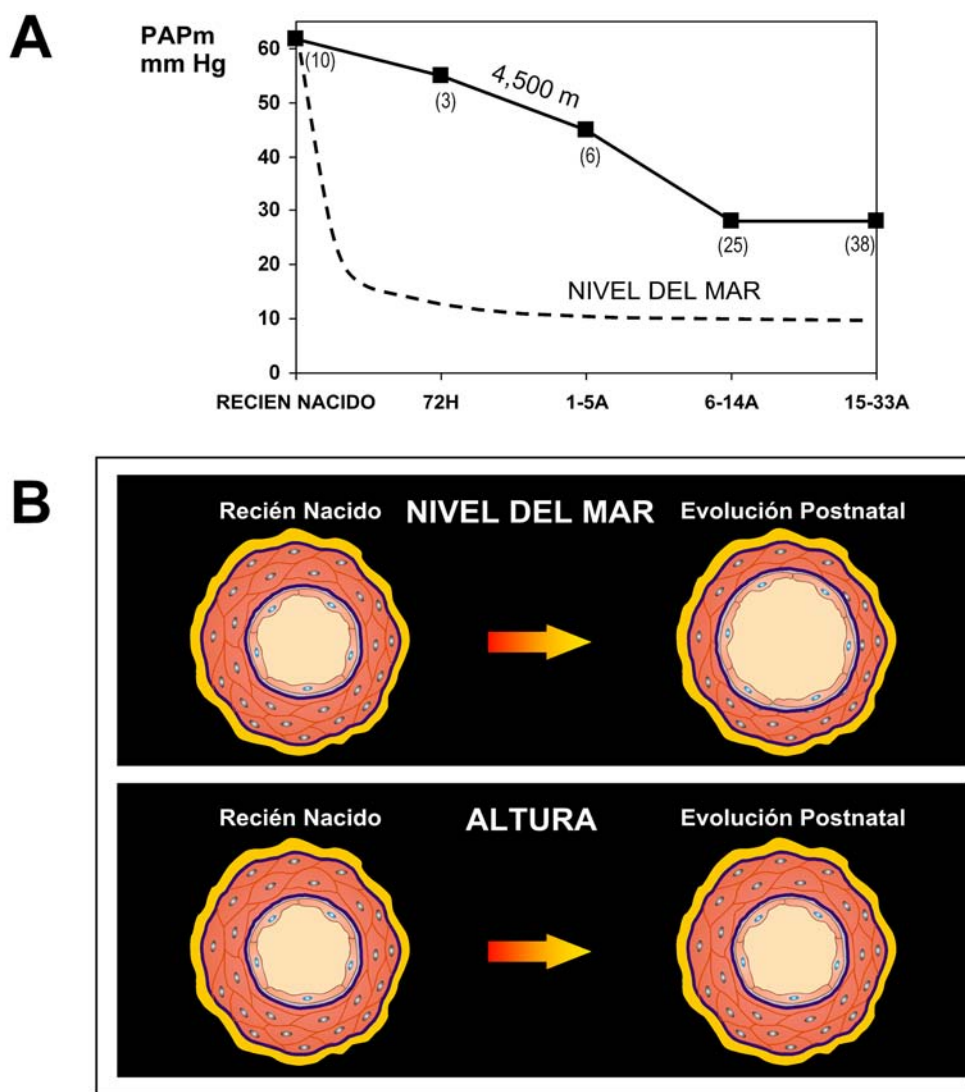 A
PAPm
mm Hg
60
50
40
30
20
10
0
(10)
(3)
4,500 m
(6)
(25)
(38)
NIVEL DEL MAR
RECIEN NACIDO 72H 1-5A 6-14A 15-33A
B
Recién Nacido NIVEL DEL MAR Evolución Postnatal
Recién Nacido ALTURA Evolución Postnatal